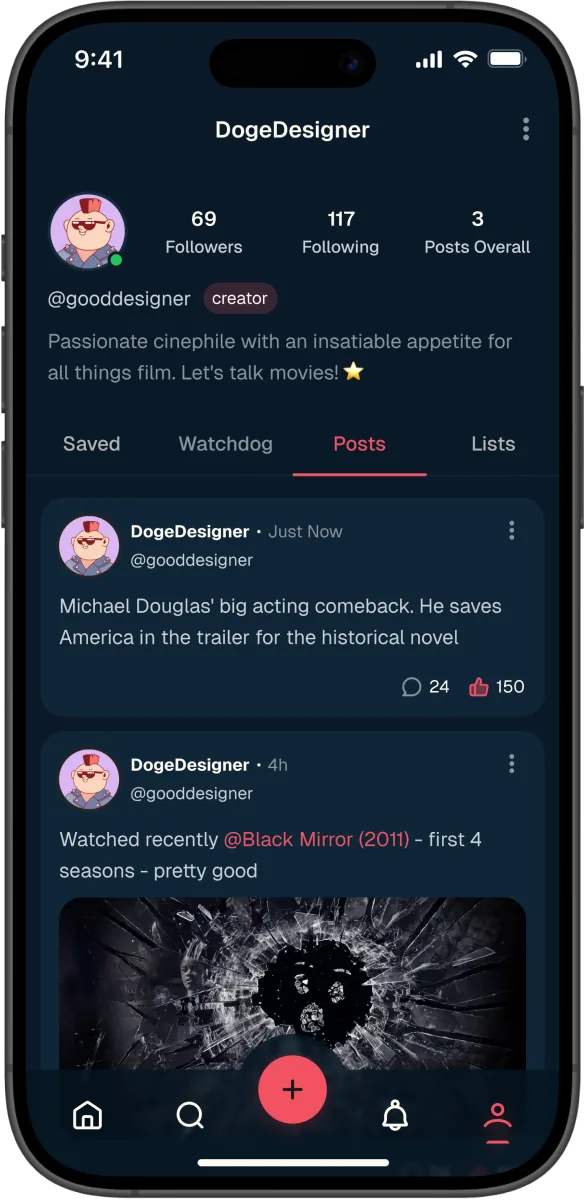 9:41
DogeDesigner
69
Followers
117
Following
3
Posts Overall
@gooddesigner creator
Passionate cinephile with an insatiable appetite for
all things film. Let's talk movies! ⭐
Saved Watchdog Posts Lists
DogeDesigner • Just Now
@gooddesigner
Michael Douglas' big acting comeback. He saves
America in the trailer for the historical novel
24 150
DogeDesigner • 4h
@gooddesigner
Watched recently @Black Mirror (2011) - first 4
seasons - pretty good